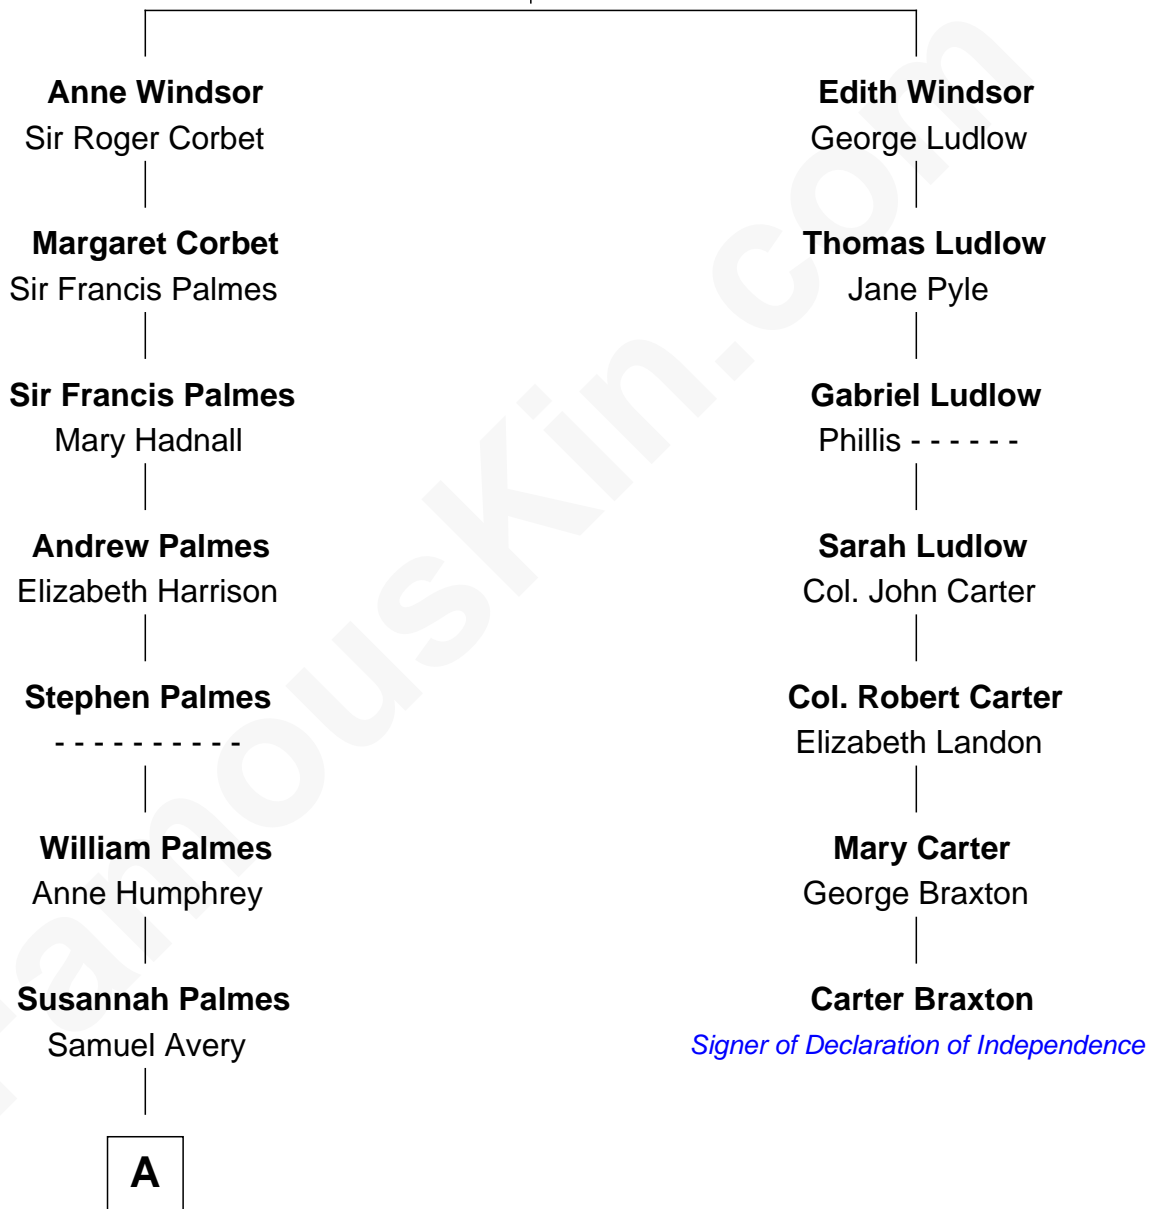 Anne Windsor
Sir Roger Corbet
Edith Windsor
George Ludlow
Margaret Corbet
Sir Francis Palmes
Thomas Ludlow
Jane Pyle
Sir Francis Palmes
Mary Hadnall
Gabriel Ludlow
Phillis - - - - - -
Andrew Palmes
Elizabeth Harrison
Sarah Ludlow
Col. John Carter
Stephen Palmes
- - - - - - - - - -
Col. Robert Carter
Elizabeth Landon
William Palmes
Anne Humphrey
Mary Carter
George Braxton
Susannah Palmes
Samuel Avery
Carter Braxton
Signer of Declaration of Independence
A
FamousKin.com